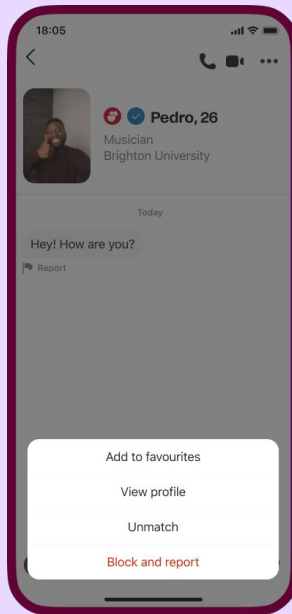 18:05
Pedro, 26
Musician
Brighton University
Today
Hey! How are you?
Report
Add to favourites
View profile
Unmatch
Block and report